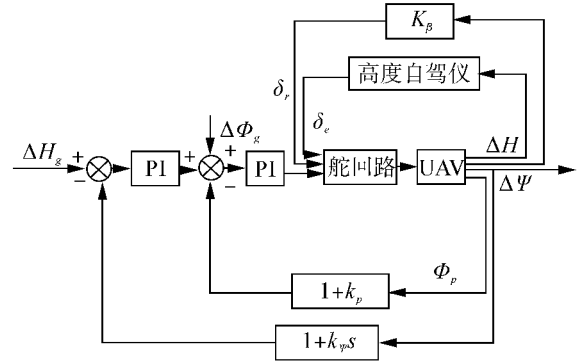 K_β
高度自驾仪
δ_r
δ_e
ΔΦ_g
ΔH_g
+
−
PI
+
+
−
PI
舵回路
UAV
ΔH
ΔΨ
Φ_p
1+k_p
1+k_Ψ s